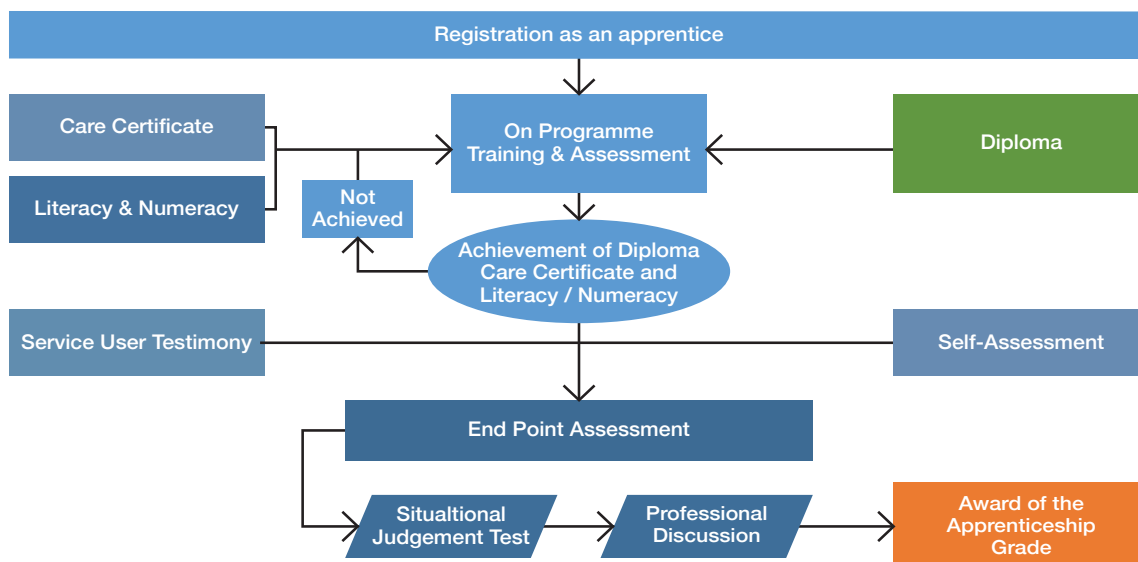 Registration as an apprentice
Care Certificate
On Programme
Training & Assessment
Diploma
Literacy & Numeracy
Not
Achieved
Achievement of Diploma
Care Certificate and
Literacy / Numeracy
Service User Testimony
Self-Assessment
End Point Assessment
Situaltional
Judgement Test
Professional
Discussion
Award of the
Apprenticeship
Grade